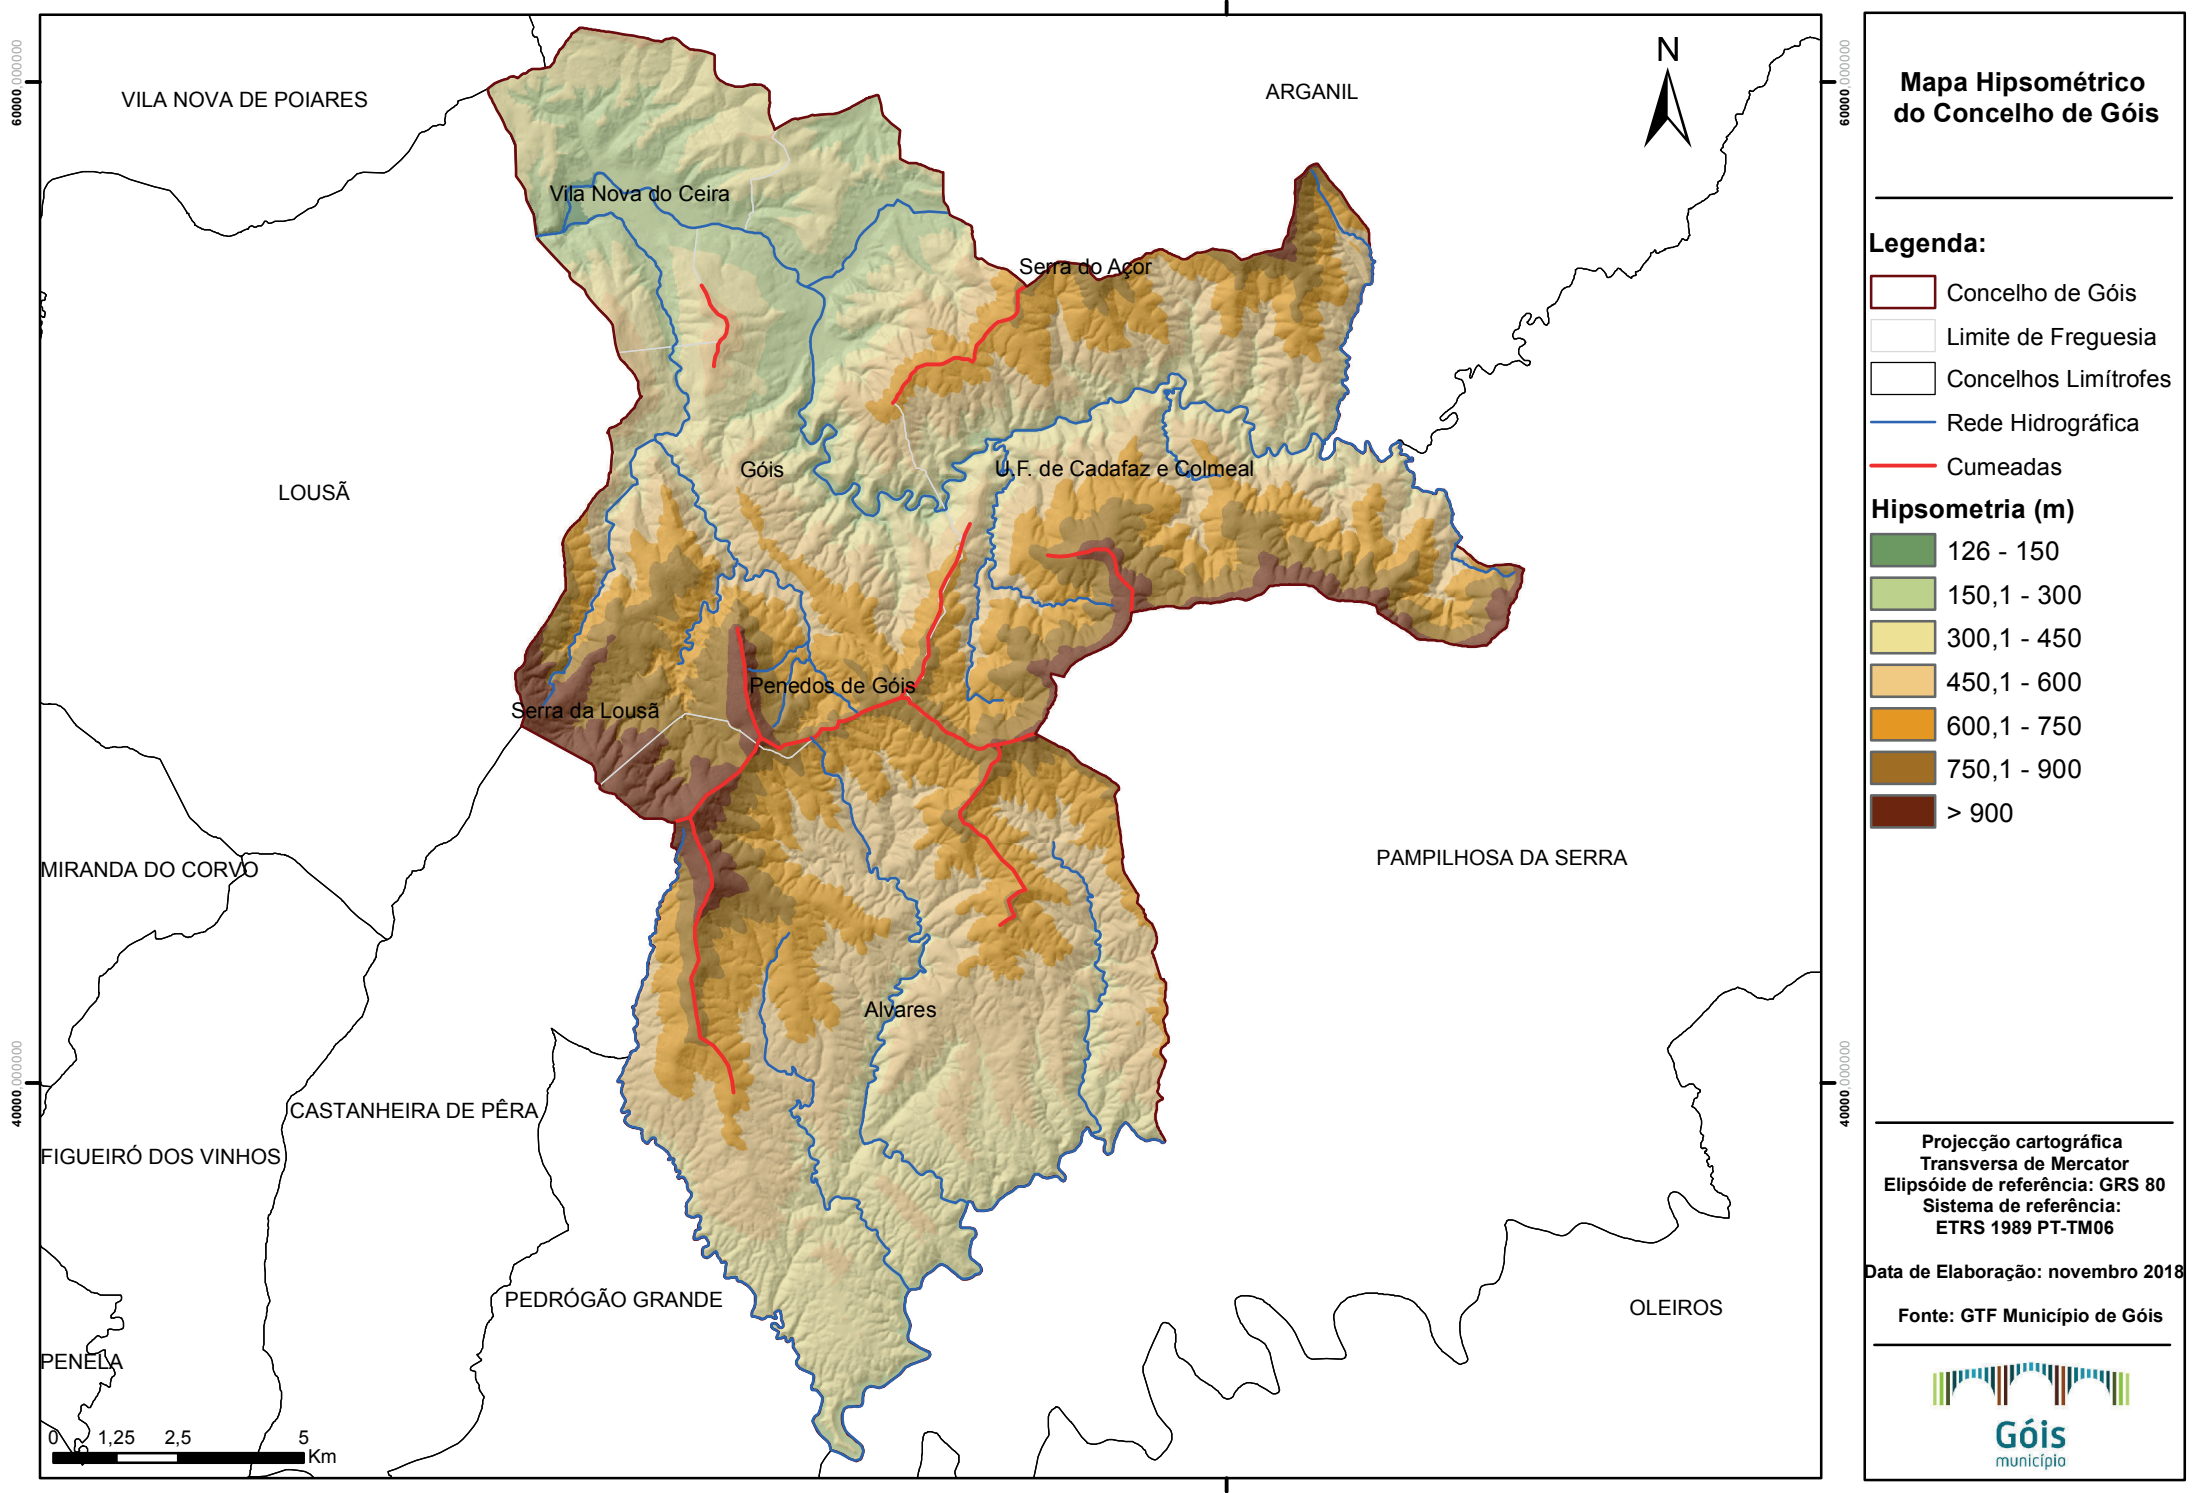 60000,000000
60000,000000
40000,000000
40000,000000
N
VILA NOVA DE POIARES
ARGANIL
Vila Nova do Ceira
Serra do Açor
LOUSÃ
Góis
U.F. de Cadafaz e Colmeal
Penedos de Góis
Serra da Lousã
MIRANDA DO CORVO
PAMPILHOSA DA SERRA
Alvares
CASTANHEIRA DE PÊRA
FIGUEIRÓ DOS VINHOS
PEDRÓGÃO GRANDE
OLEIROS
PENELA
0 1,25 2,5 5
Km
Mapa Hipsométrico
do Concelho de Góis
Legenda:
Concelho de Góis
Limite de Freguesia
Concelhos Limítrofes
Rede Hidrográfica
Cumeadas
Hipsometria (m)
126 - 150
150,1 - 300
300,1 - 450
450,1 - 600
600,1 - 750
750,1 - 900
> 900
Projecção cartográfica
Transversa de Mercator
Elipsóide de referência: GRS 80
Sistema de referência:
ETRS 1989 PT-TM06
Data de Elaboração: novembro 2018
Fonte: GTF Município de Góis
Góis
município